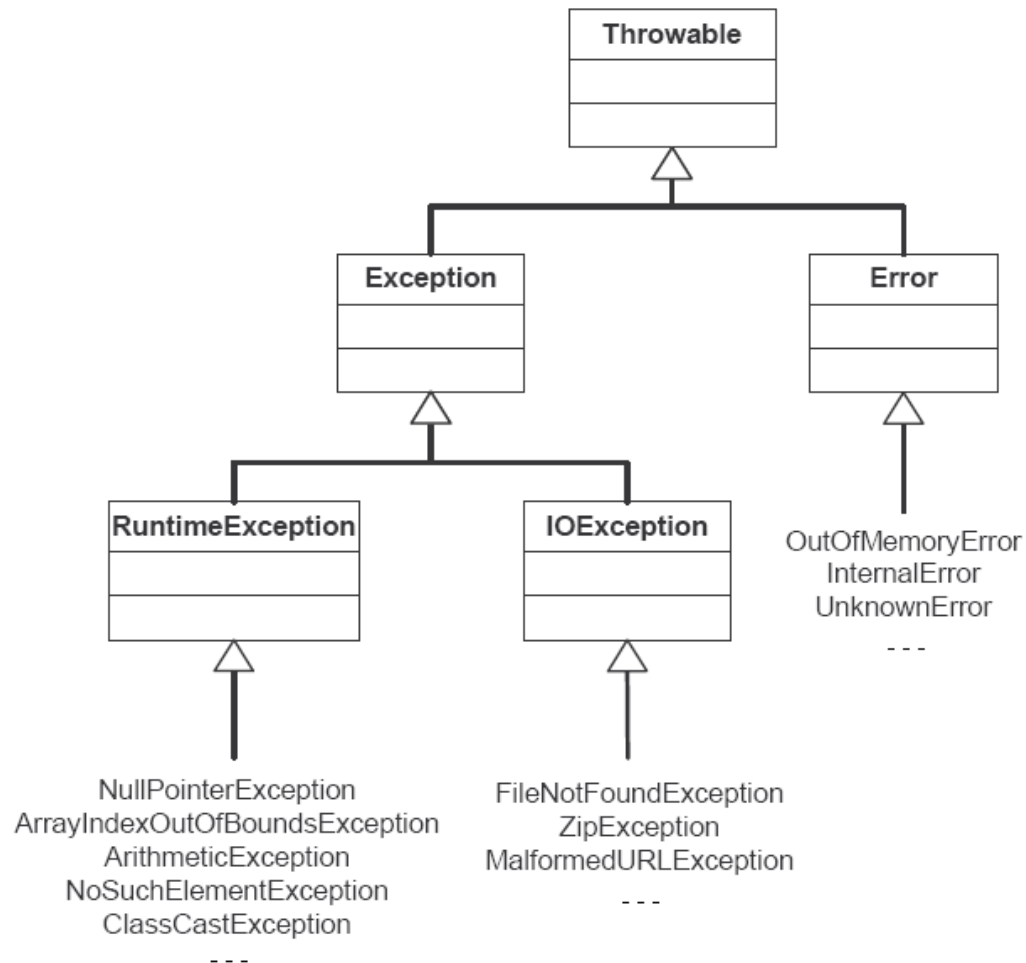 Throwable
Exception
Error
RuntimeException
IOException
OutOfMemoryError
InternalError
UnknownError
- - -
NullPointerException
ArrayIndexOutOfBoundsException
ArithmeticException
NoSuchElementException
ClassCastException
- - -
FileNotFoundException
ZipException
MalformedURLException
- - -